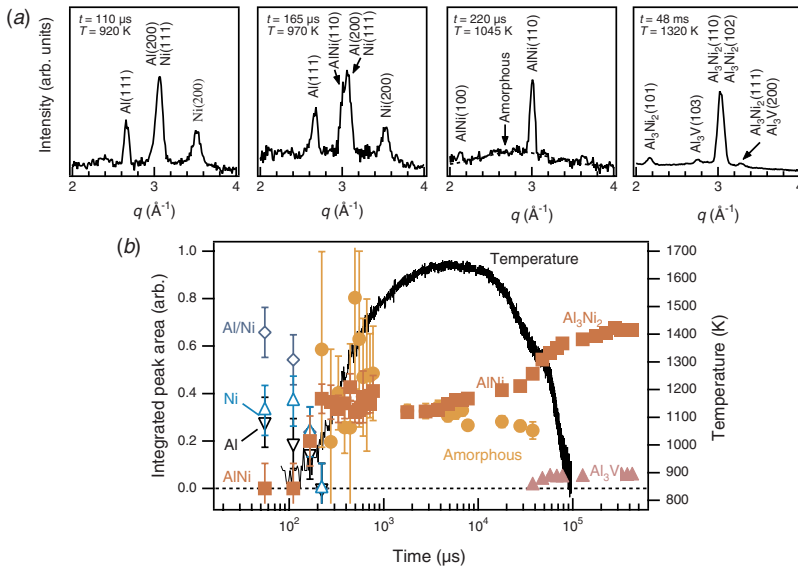 (a)
Intensity (arb. units)
t = 110 µs
T = 920 K
Al(111)
Al(200)
Ni(111)
Ni(200)
2 3 4
q (Å⁻¹)
t = 165 µs
T = 970 K
Al(111)
AlNi(110)
Al(200)
Ni(111)
Ni(200)
2 3 4
q (Å⁻¹)
t = 220 µs
T = 1045 K
AlNi(100)
Amorphous
AlNi(110)
2 3 4
q (Å⁻¹)
t = 48 ms
T = 1320 K
Al₃Ni₂(101)
Al₃V(103)
Al₃Ni₂(110)
Al₃Ni₂(102)
Al₃Ni₂(111)
Al₃V(200)
2 3 4
q (Å⁻¹)
(b)
Integrated peak area (arb.)
1.0
0.8
0.6
0.4
0.2
0.0
Al/Ni
Ni
Al
AlNi
Temperature
Al₃Ni₂
AlNi
Amorphous
Al₃V
1700
1600
1500
1400
1300
1200
1100
1000
900
800
Temperature (K)
10² 10³ 10⁴ 10⁵
Time (µs)